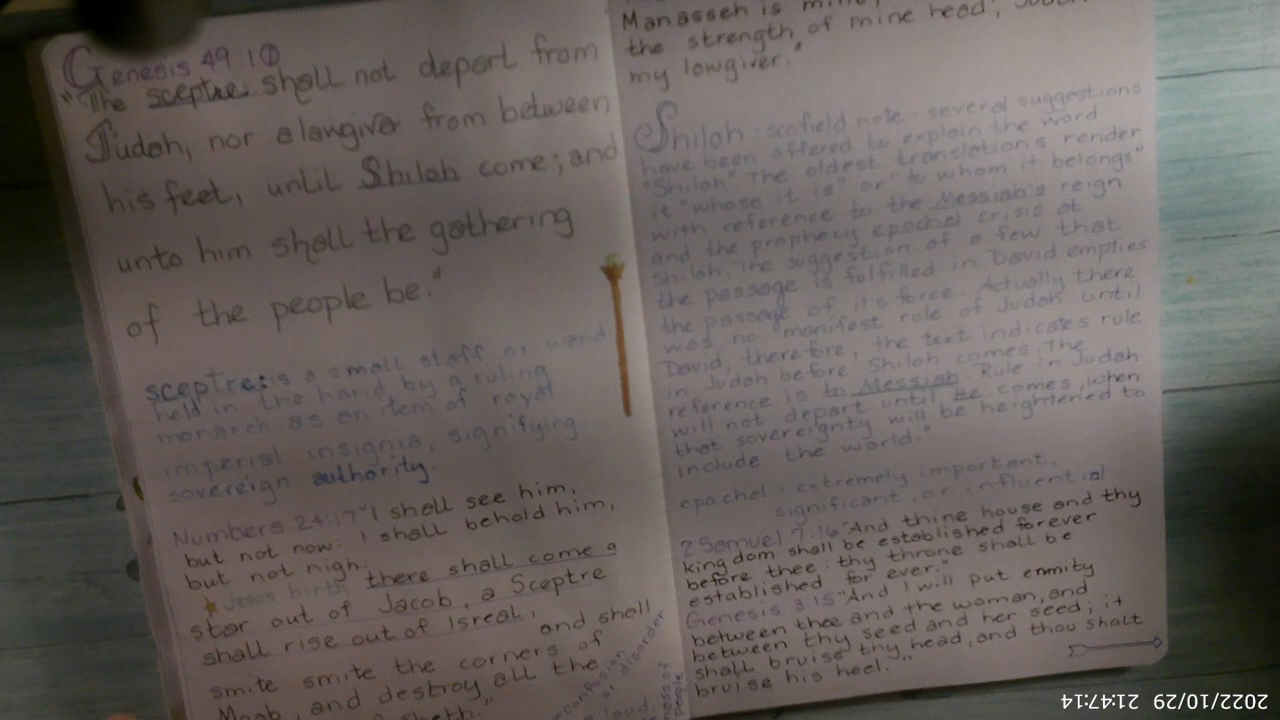 Genesis 49:10
"The sceptre shall not depart from
Judah, nor a lawgiver from between
his feet, until Shiloh come; and
unto him shall the gathering
of the people be."
sceptre: is a small staff or wand
held in the hand by a ruling
monarch as an item of royal
imperial insignia, signifying
sovereign authority.
Numbers 24:17 "I shall see him,
but not now: I shall behold him,
but not nigh:
there shall come a
Jesus birth
star out of Jacob, a Sceptre
shall rise out of Isreal,
and shall
smite smite the corners of
Moab, and destroy all the
Sheth."
confusion
or disorder
loud,
mass of
people
Manasseh is mine;
the strength of mine head; Judah
my lawgiver."
Shiloh - scofield note - several suggestions
have been offered to explain the word
"Shiloh". The oldest translations render
it "whose it is" or "to whom it belongs"
with reference to the Messiah's reign
and the prophecy epochel crisis at
Shiloh. The suggestion of a few that
the passage is fulfilled in David empties
the passage of it's force. Actually there
was no manifest rule of Judah until
David, therefore, the text indicates rule
in Judah before Shiloh comes. The
reference is to Messiah. Rule in Judah
will not depart until He comes, when
that sovereignty will be heightened to
include the world."
epochel: extremely important,
significant, or influential
2 Samuel 7:16 "And thine house and thy
kingdom shall be established forever
before thee: thy throne shall be
established for ever."
Genesis 3:15 "And I will put enmity
between thee and the woman, and
between thy seed and her seed; it
shall bruise thy head, and thou shalt
bruise his heel."
2022/10/29 21:47:14